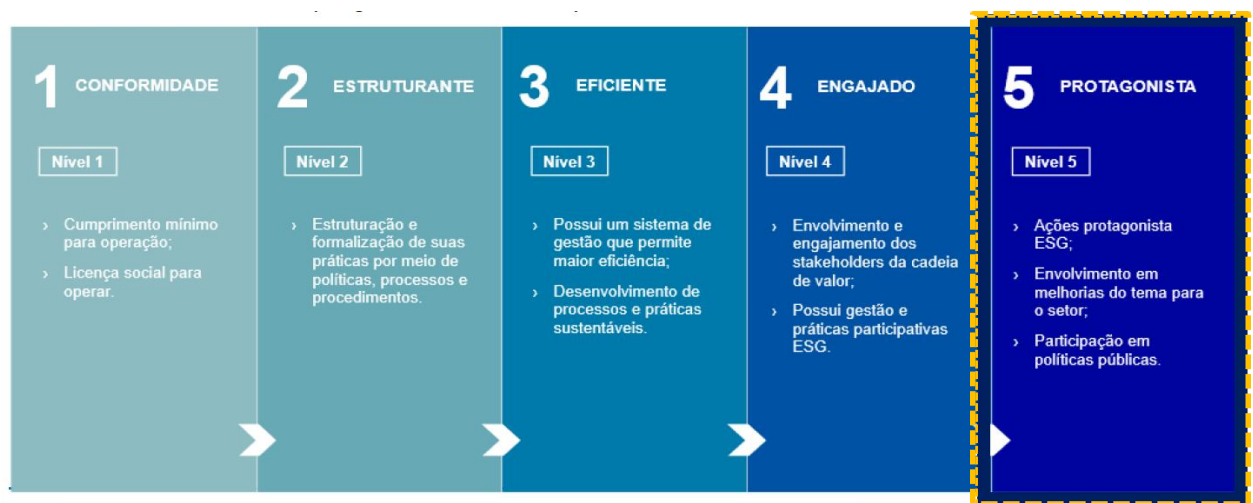 1 CONFORMIDADE
Nível 1
› Cumprimento mínimo
para operação;
› Licença social para
operar.
2 ESTRUTURANTE
Nível 2
› Estruturação e
formalização de suas
práticas por meio de
políticas, processos e
procedimentos.
3 EFICIENTE
Nível 3
› Possui um sistema de
gestão que permite
maior eficiência;
› Desenvolvimento de
processos e práticas
sustentáveis.
4 ENGAJADO
Nível 4
› Envolvimento e
engajamento dos
stakeholders da cadeia
de valor;
› Possui gestão e
práticas participativas
ESG.
5 PROTAGONISTA
Nível 5
› Ações protagonista
ESG;
› Envolvimento em
melhorias do tema para
o setor;
› Participação em
políticas públicas.